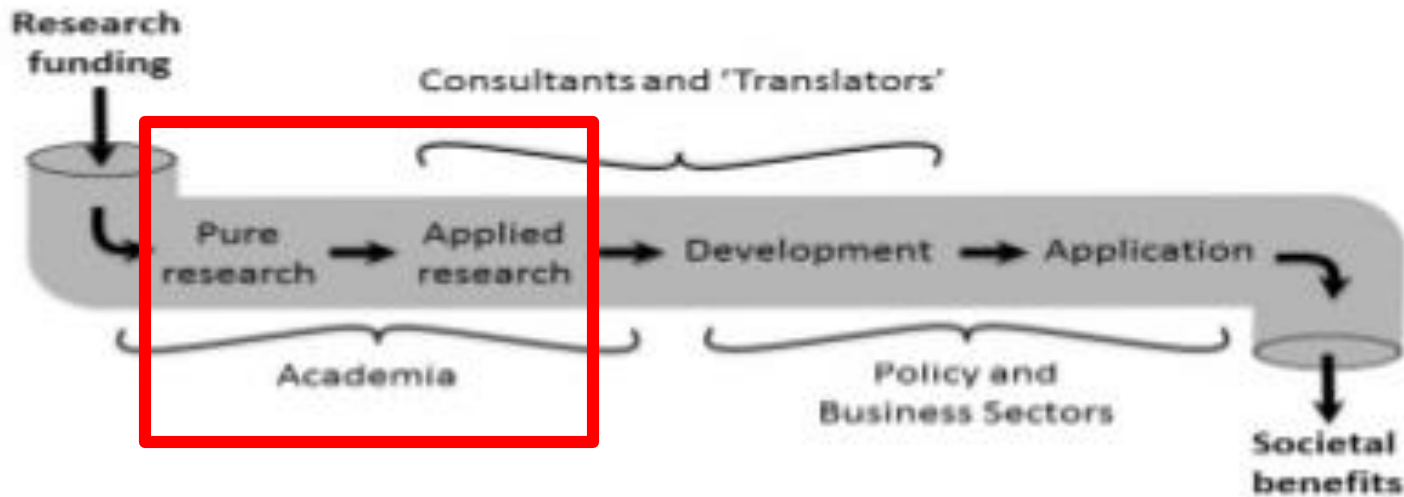 Research
funding
Consultants and 'Translators'
Pure
research
Applied
research
Development
Application
Academia
Policy and
Business Sectors
Societal
benefits